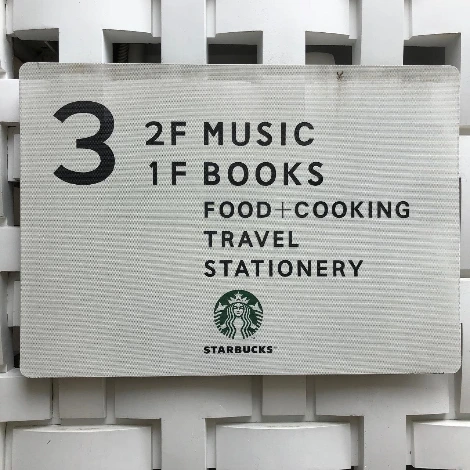 3
2F MUSIC
1F BOOKS
FOOD+COOKING
TRAVEL
STATIONERY
STARBUCKS